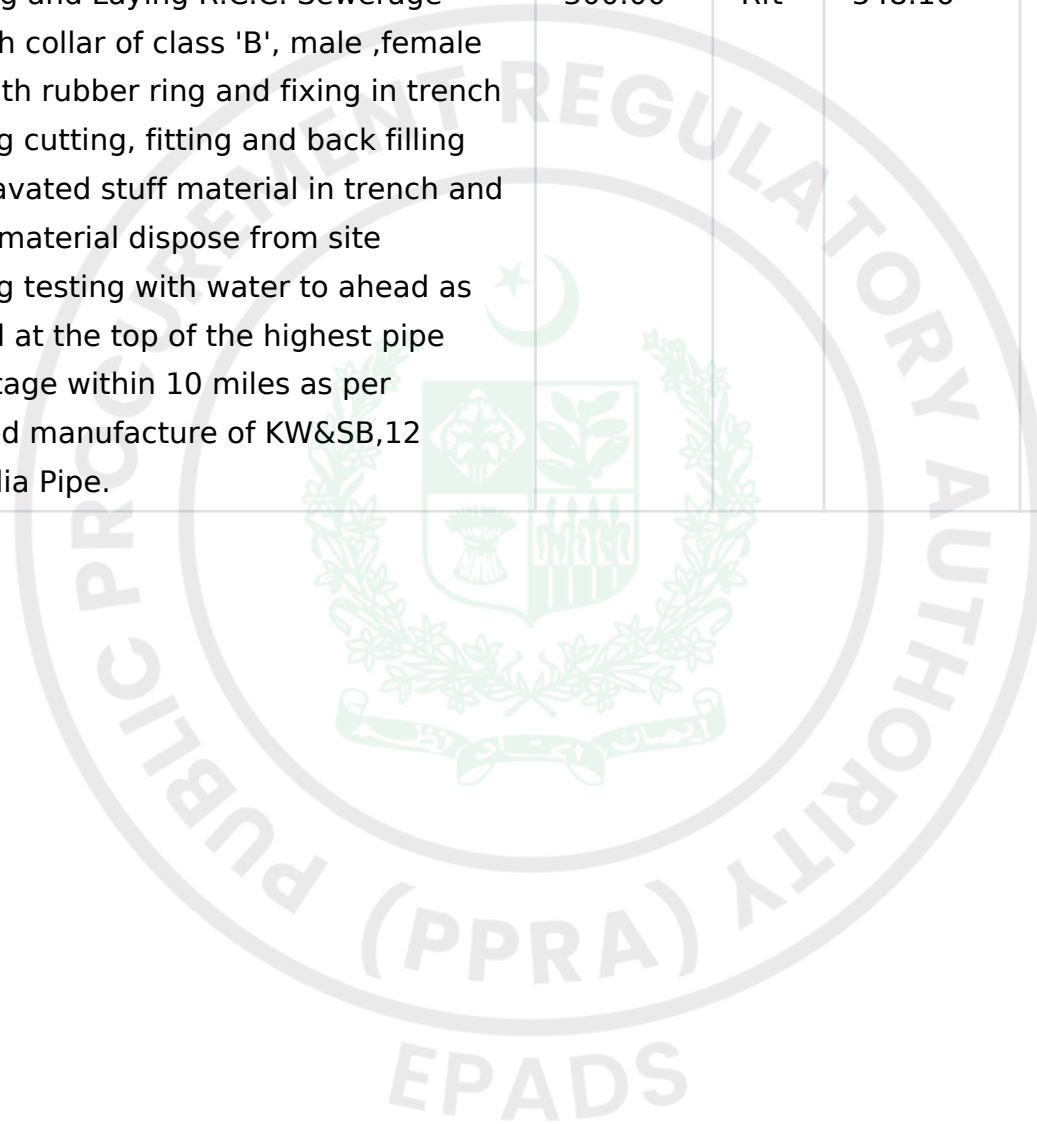 g and Laying R.C.C. Sewerage
h collar of class 'B', male ,female
th rubber ring and fixing in trench
g cutting, fitting and back filling
avated stuff material in trench and
material dispose from site
g testing with water to ahead as
l at the top of the highest pipe
tage within 10 miles as per
d manufacture of KW&SB,12
lia Pipe.
PUBLIC PROCUREMENT REGULATORY AUTHORITY
(PPRA)
EPADS